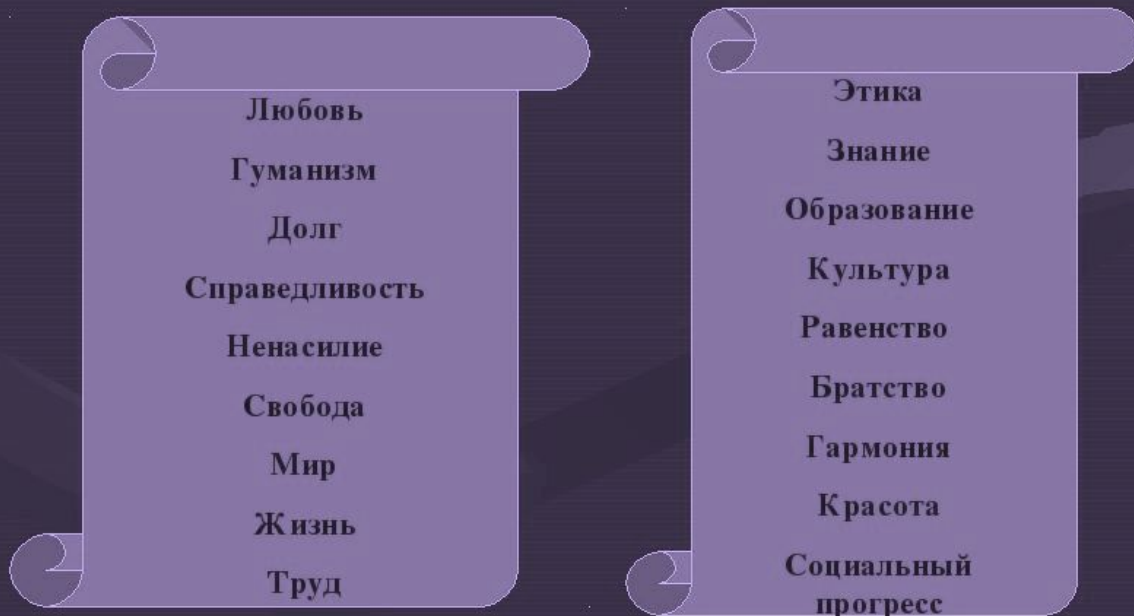 Любовь
Гуманизм
Долг
Справедливость
Ненасилие
Свобода
Мир
Жизнь
Труд
Этика
Знание
Образование
Культура
Равенство
Братство
Гармония
Красота
Социальный
прогресс